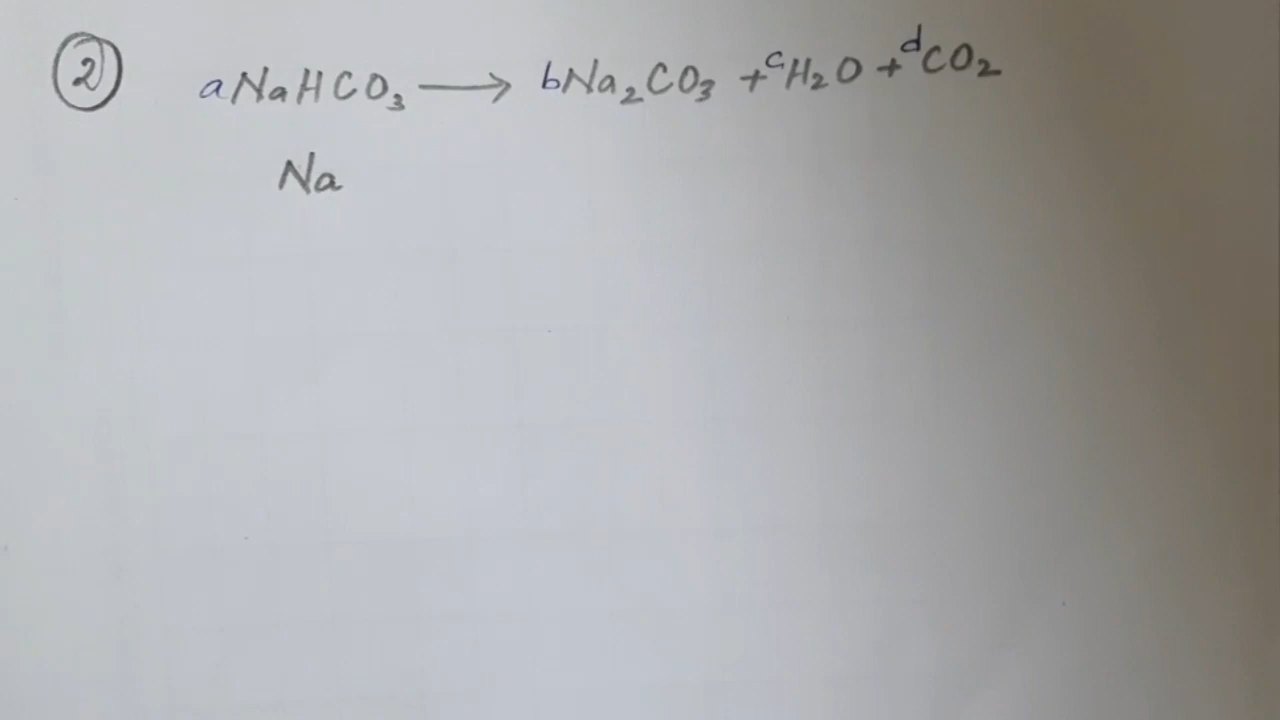 ② aNaHCO₃ ⟶ bNa₂CO₃ + cH₂O + dCO₂
Na